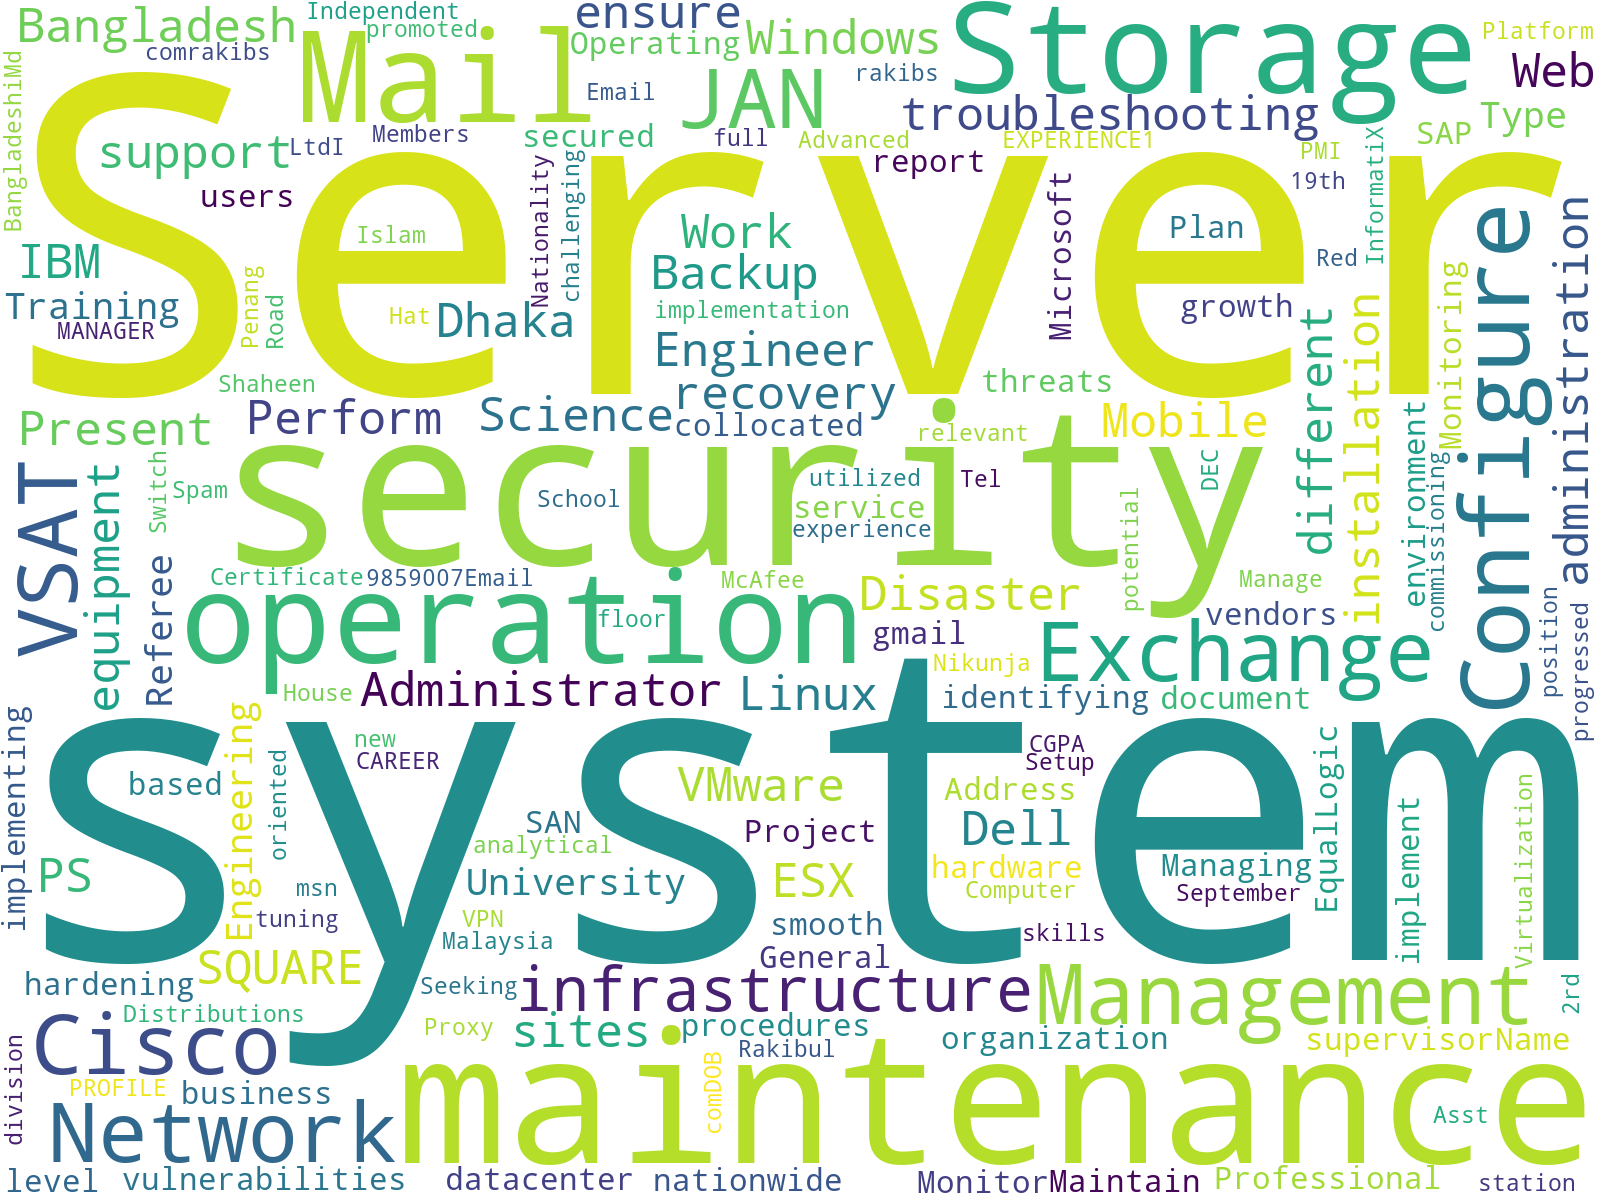 Server
system
security
maintenance
operation
Storage
Mail
Configure
Exchange
Management
infrastructure
Network
Cisco
VSAT
JAN
Bangladesh
Independent
promoted
comrakibs
ensure
Operating
Windows
Email
rakibs
Platform
Web
troubleshooting
Type
SAP
BangladeshiMd
support
LtdI
Members
secured
full
Advanced
EXPERIENCE1
report
PMI
19th
InformatiX
users
Nationality
challenging
Microsoft
Islam
Work
Backup
Plan
Red
IBM
Training
MANAGER
Penang
Road
Hat
Dhaka
implementation
growth
Engineer
recovery
Shaheen
threats
different
installation
Monitoring
administration
Present
Perform
Science
collocated
relevant
Mobile
equipment
Switch
Spam
School
utilized
service
experience
Tel
DEC
potential
environment
commissioning
Referee
Certificate
9859007Email
McAfee
Disaster
Manage
floor
gmail
vendors
position
progressed
Nikunja
House
Administrator
Linux
identifying
document
implementing
Engineering
oriented
new
CAREER
CGPA
Setup
based
VMware
Address
EqualLogic
implement
Virtualization
SAN
analytical
Project
Dell
PS
msn
tuning
University
ESX
hardware
Computer
Managing
September
VPN
Malaysia
smooth
skills
General
SQUARE
hardening
Seeking
2rd
Distributions
Proxy
sites
procedures
Rakibul
organization
supervisorName
division
PROFILE
business
comDOB
Asst
level
vulnerabilities
datacenter
nationwide
Monitor
Maintain
Professional
station